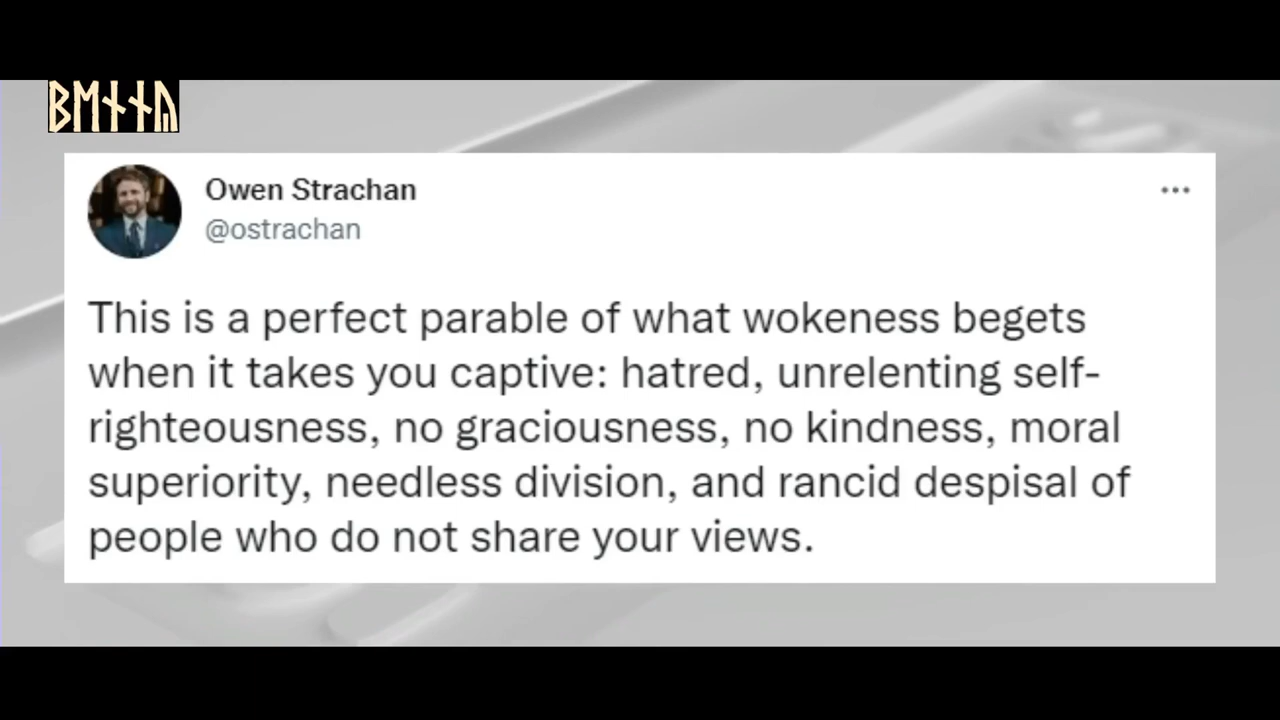 BENNU
Owen Strachan
@ostrachan
This is a perfect parable of what wokeness begets
when it takes you captive: hatred, unrelenting self-
righteousness, no graciousness, no kindness, moral
superiority, needless division, and rancid despisal of
people who do not share your views.